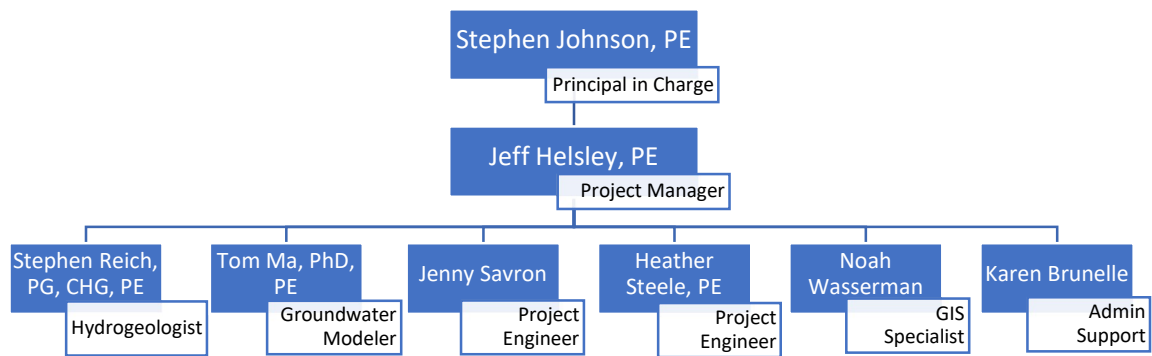 Stephen Johnson, PE
Principal in Charge
Jeff Helsley, PE
Project Manager
Stephen Reich,
PG, CHG, PE
Hydrogeologist
Tom Ma, PhD,
PE
Groundwater
Modeler
Jenny Savron
Project
Engineer
Heather
Steele, PE
Project
Engineer
Noah
Wasserman
GIS
Specialist
Karen Brunelle
Admin
Support